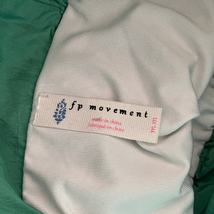 fp movement
made in china
fabriqué en chine